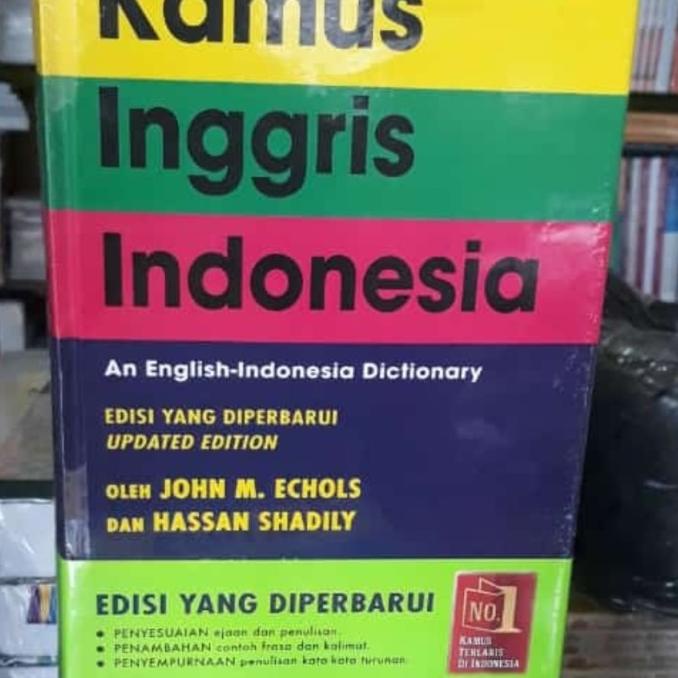 Kamus
Inggris
Indonesia
An English-Indonesia Dictionary
EDISI YANG DIPERBARUI
UPDATED EDITION
OLEH JOHN M. ECHOLS
DAN HASSAN SHADILY
EDISI YANG DIPERBARUI
• PENYESUAIAN ejaan dan penulisan.
• PENAMBAHAN contoh frasa dan kalimat.
• PENYEMPURNAAN penulisan kata-kata turunan.
NO.1
KAMUS
TERLARIS
DI INDONESIA